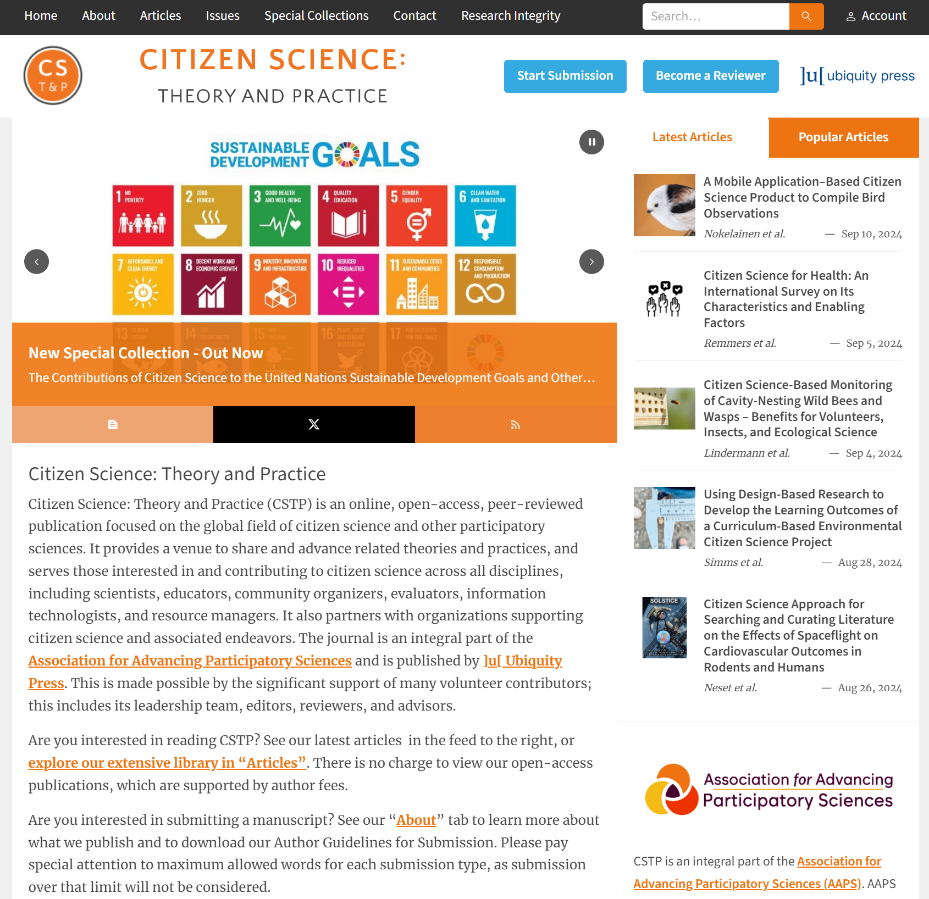 Home About Articles Issues Special Collections Contact Research Integrity Search... Account
CS
T&P
CITIZEN SCIENCE:
THEORY AND PRACTICE
Start Submission Become a Reviewer ]u[ ubiquity press
SUSTAINABLE
DEVELOPMENT GOALS
1 NO POVERTY
2 ZERO HUNGER
3 GOOD HEALTH AND WELL-BEING
4 QUALITY EDUCATION
5 GENDER EQUALITY
6 CLEAN WATER AND SANITATION
7 AFFORDABLE AND CLEAN ENERGY
8 DECENT WORK AND ECONOMIC GROWTH
9 INDUSTRY, INNOVATION AND INFRASTRUCTURE
10 REDUCED INEQUALITIES
11 SUSTAINABLE CITIES AND COMMUNITIES
12 RESPONSIBLE CONSUMPTION AND PRODUCTION
13
14
15
16
17
New Special Collection - Out Now
The Contributions of Citizen Science to the United Nations Sustainable Development Goals and Other…
Citizen Science: Theory and Practice
Citizen Science: Theory and Practice (CSTP) is an online, open-access, peer-reviewed
publication focused on the global field of citizen science and other participatory
sciences. It provides a venue to share and advance related theories and practices, and
serves those interested in and contributing to citizen science across all disciplines,
including scientists, educators, community organizers, evaluators, information
technologists, and resource managers. It also partners with organizations supporting
citizen science and associated endeavors. The journal is an integral part of the
Association for Advancing Participatory Sciences and is published by ]u[ Ubiquity
Press. This is made possible by the significant support of many volunteer contributors;
this includes its leadership team, editors, reviewers, and advisors.
Are you interested in reading CSTP? See our latest articles in the feed to the right, or
explore our extensive library in “Articles”. There is no charge to view our open-access
publications, which are supported by author fees.
Are you interested in submitting a manuscript? See our “About” tab to learn more about
what we publish and to download our Author Guidelines for Submission. Please pay
special attention to maximum allowed words for each submission type, as submission
over that limit will not be considered.
Latest Articles Popular Articles
A Mobile Application–Based Citizen
Science Product to Compile Bird
Observations
Nokelainen et al. — Sep 10, 2024
Citizen Science for Health: An
International Survey on Its
Characteristics and Enabling
Factors
Remmers et al. — Sep 5, 2024
Citizen Science-Based Monitoring
of Cavity-Nesting Wild Bees and
Wasps – Benefits for Volunteers,
Insects, and Ecological Science
Lindermann et al. — Sep 4, 2024
Using Design-Based Research to
Develop the Learning Outcomes of
a Curriculum-Based Environmental
Citizen Science Project
Simms et al. — Aug 28, 2024
SOLSTICE
Citizen Science Approach for
Searching and Curating Literature
on the Effects of Spaceflight on
Cardiovascular Outcomes in
Rodents and Humans
Neset et al. — Aug 26, 2024
Association for Advancing
Participatory Sciences
CSTP is an integral part of the Association for
Advancing Participatory Sciences (AAPS). AAPS